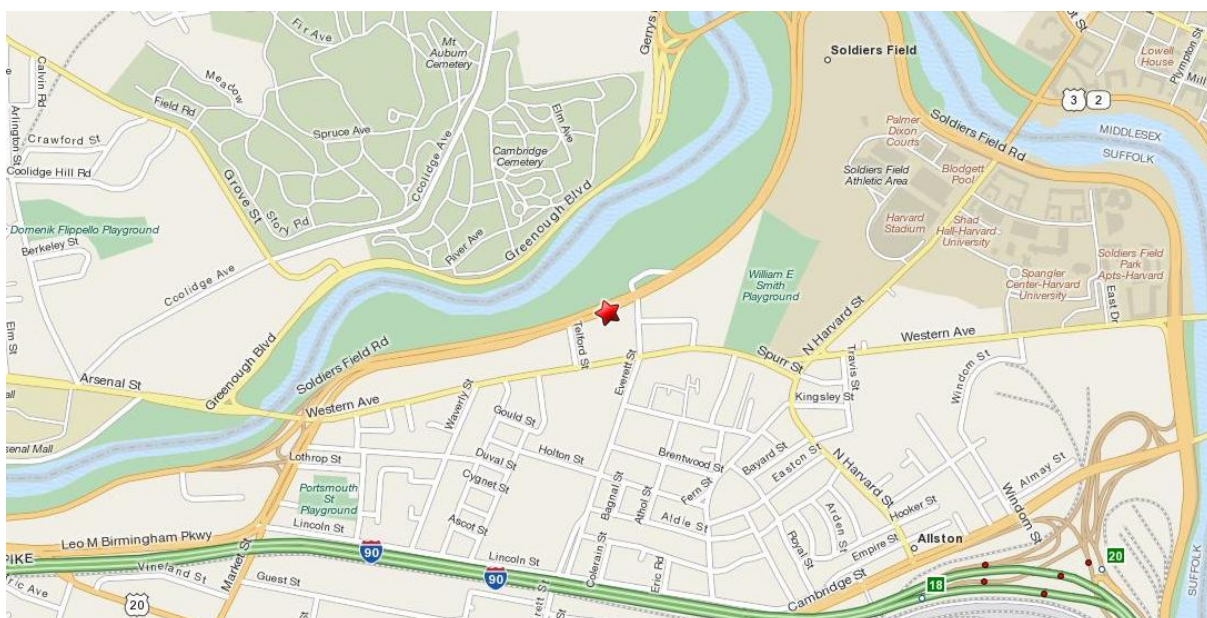 Fir Ave
Mt
Auburn
Cemetery
Gerrys
Soldiers Field
Lowell
House
Plympton St
Mill
Calvin Rd
Arlington St
Meadow
Field Rd
Spruce Ave
Elm Ave
Cambridge
Cemetery
Coolidge Ave
3
2
Palmer
Dixon
Courts
Soldiers Field Rd
MIDDLESEX
SUFFOLK
Crawford St
Coolidge Hill Rd
Grove St
Story Rd
River Ave
Greenough Blvd
Soldiers Field
Athletic Area
Blodgett
Pool
Domenik Flippello Playground
Berkeley St
Harvard
Stadium
Shad
Hall-Harvard
University
Soldiers Field
Park
Apts-Harvard
Coolidge Ave
William E
Smith
Playground
Spangler
Center-Harvard
University
East Dr
Elm St
Greenough Blvd
Soldiers Field Rd
Telford St
Everett St
N Harvard St
Western Ave
Spurr St
Travis St
Windom St
Arsenal St
Western Ave
Waverly St
Kingsley St
Gould St
Lothrop St
Duval St
Holton St
Brentwood St
Bayard St
Easton St
N Harvard St
Almay St
Portsmouth
St
Playground
Cygnet St
Bagnal St
Athol St
Fern St
Aldie St
Hooker St
Windom St
Lincoln St
Ascot St
Royal St
Arden St
Empire St
Allston
Leo M Birmingham Pkwy
PIKE
90
Lincoln St
90
Colerain St
Eric Rd
Cambridge St
18
20
SUFFOLK
Vineland St
Market St
Guest St
20